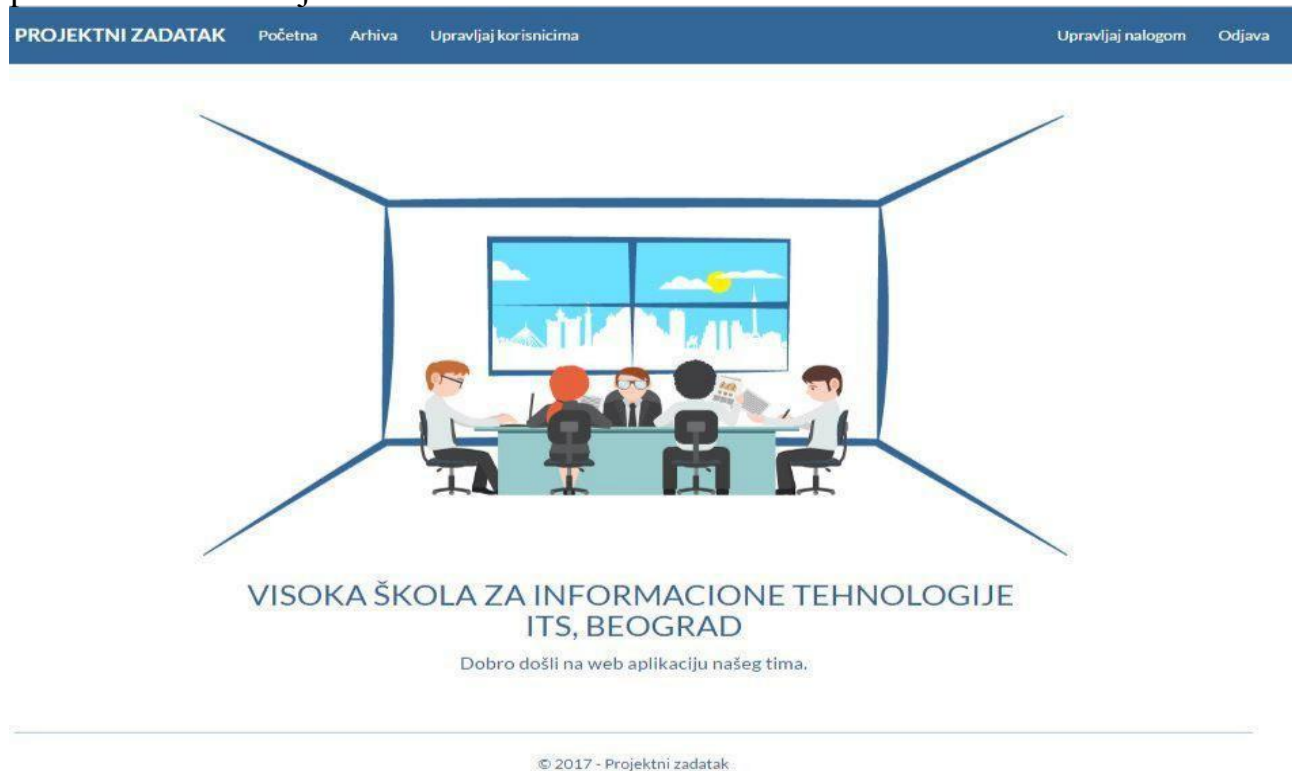 PROJEKTNI ZADATAK Početna Arhiva Upravljaj korisnicima Upravljaj nalogom Odjava
VISOKA ŠKOLA ZA INFORMACIONE TEHNOLOGIJE
ITS, BEOGRAD
Dobro došli na web aplikaciju našeg tima.
© 2017 - Projektni zadatak